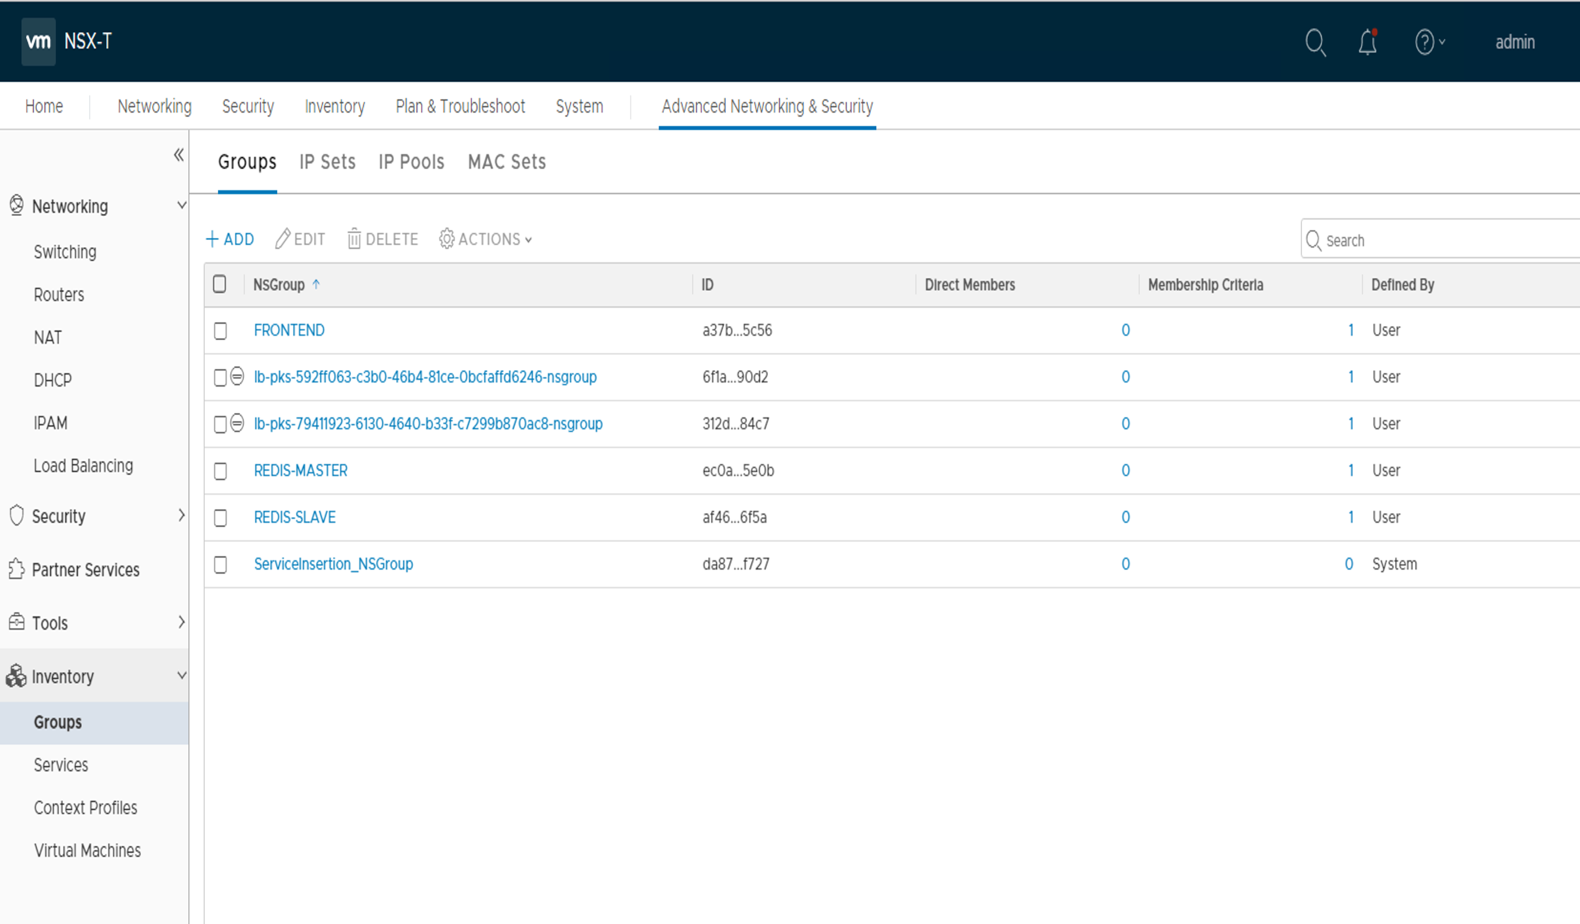 vm NSX-T
admin
Home Networking Security Inventory Plan & Troubleshoot System Advanced Networking & Security
Groups IP Sets IP Pools MAC Sets
Networking
Switching
Routers
NAT
DHCP
IPAM
Load Balancing
Security
Partner Services
Tools
Inventory
Groups
Services
Context Profiles
Virtual Machines
+ ADD EDIT DELETE ACTIONS
Search
NSGroup ID Direct Members Membership Criteria Defined By
FRONTEND a37b...5c56 0 1 User
lb-pks-592ff063-c3b0-46b4-81ce-0bcfaffd6246-nsgroup 6f1a...90d2 0 1 User
lb-pks-79411923-6130-4640-b33f-c7299b870ac8-nsgroup 312d...84c7 0 1 User
REDIS-MASTER ec0a...5e0b 0 1 User
REDIS-SLAVE af46...6f5a 0 1 User
ServiceInsertion_NSGroup da87...f727 0 0 System